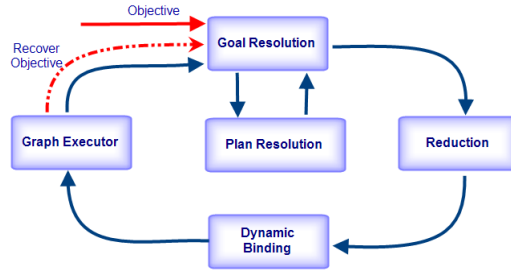 Objective
Recover
Objective
Goal Resolution
Graph Executor
Plan Resolution
Reduction
Dynamic
Binding